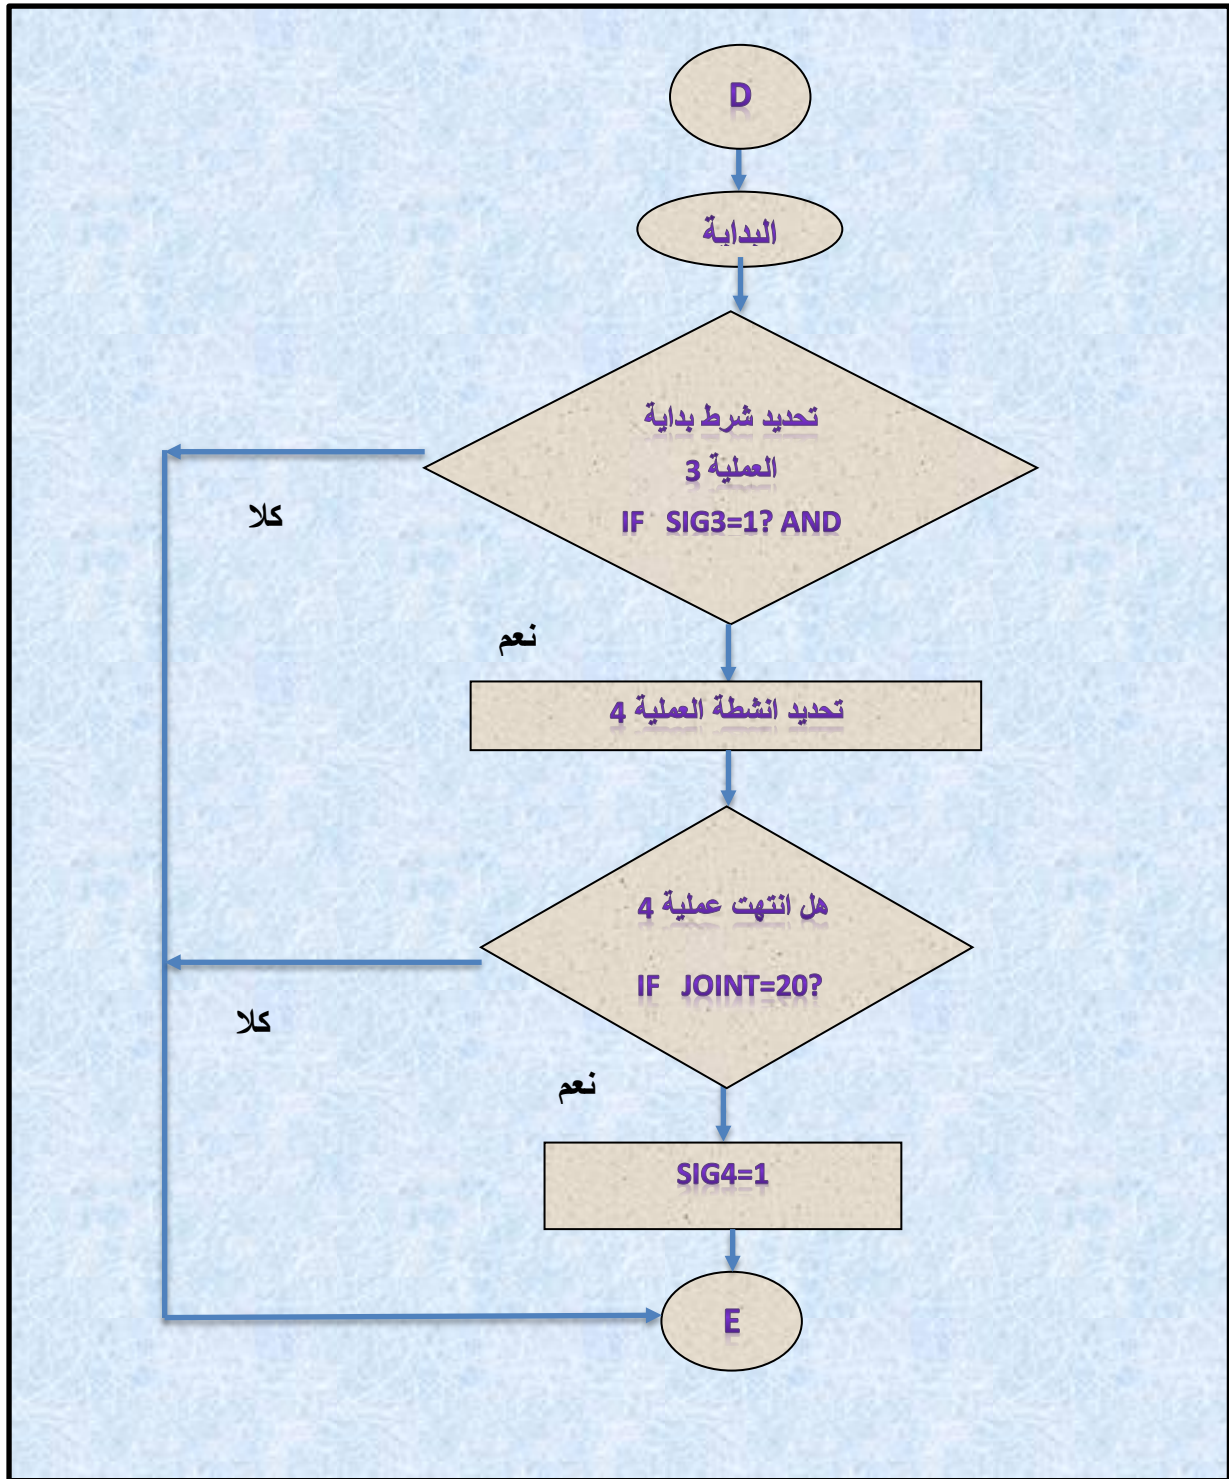 D
البداية
تحديد شرط بداية
العملية 3
IF SIG3=1? AND
كلا
نعم
تحديد انشطة العملية 4
هل انتهت عملية 4
IF JOINT=20?
كلا
نعم
SIG4=1
E